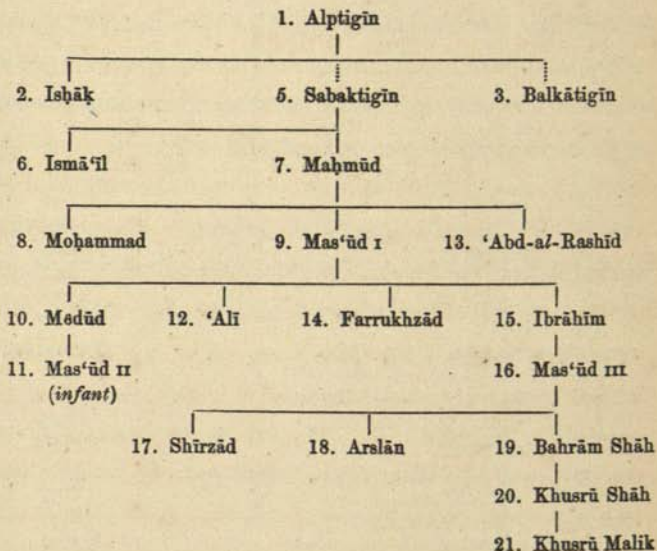 1. Alptigīn
2. Isḥāḳ 5. Sabaktigīn 3. Balkātigīn
6. Ismā‘īl 7. Maḥmūd
8. Moḥammad 9. Mas‘ūd I 13. ‘Abd-al-Rashīd
10. Mōdūd 12. ‘Alī 14. Farrukhzād 15. Ibrāhīm
11. Mas‘ūd II 16. Mas‘ūd III
(infant)
17. Shīrzād 18. Arslān 19. Bahrām Shāh
20. Khusrū Shāh
21. Khusrū Malik